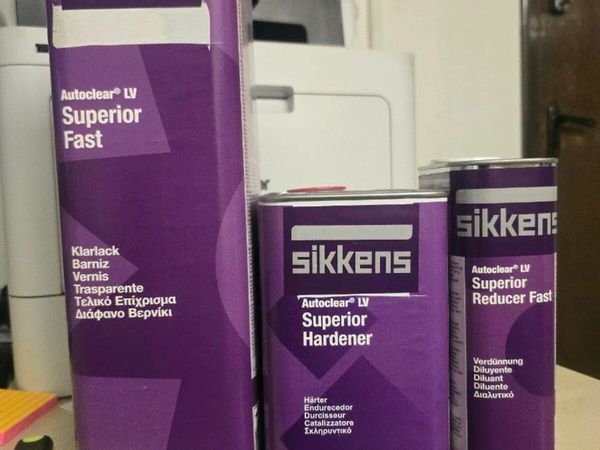 Autoclear® LV
Superior
Fast
Klarlack
Barniz
Vernis
Trasparente
Τελικό Επίχρισμα
Διάφανο Βερνίκι
sikkens
Autoclear® LV
Superior
Hardener
Härter
Endurecedor
Durcisseur
Catalizzatore
Σκληρυντικό
sikkens
Autoclear® LV
Superior
Reducer Fast
Verdünnung
Diluyente
Diluant
Diluente
Διαλυτικό